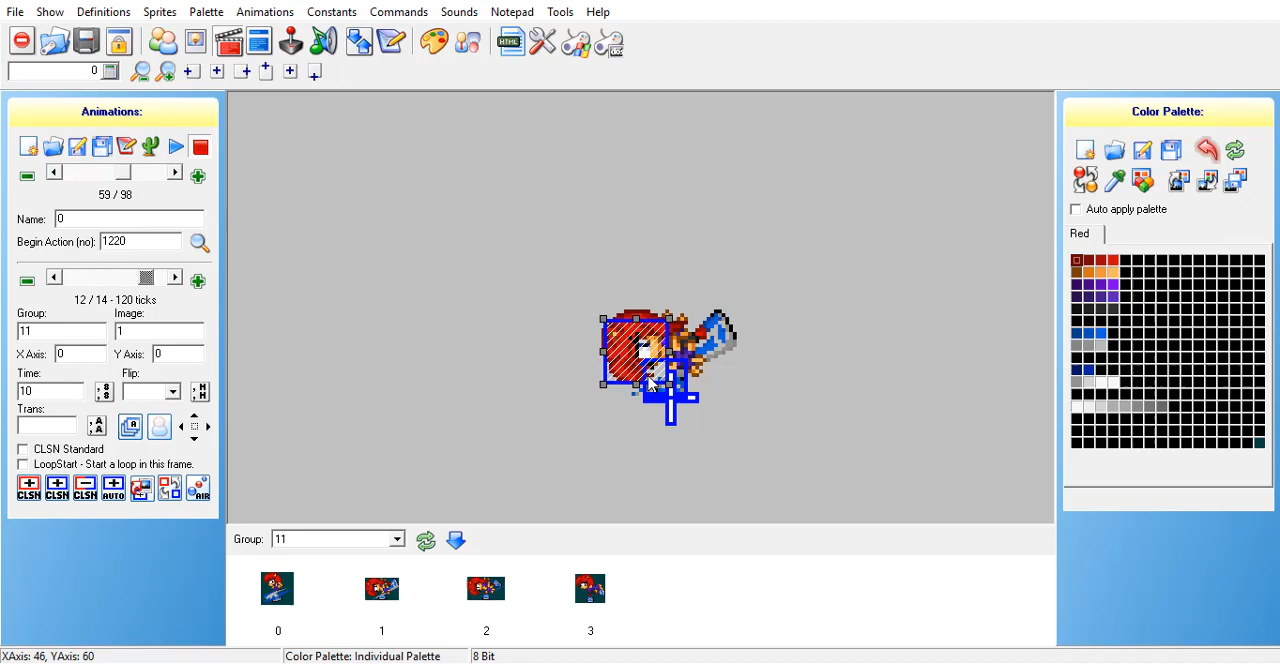 File Show Definitions Sprites Palette Animations Constants Commands Sounds Notepad Tools Help
HTML
0
Animations:
59 / 98
Name: 0
Begin Action (no): 1220
12 / 14 - 120 ticks
Group: Image:
11 1
X Axis: 0 Y Axis: 0
Time: Flip:
10
Trans:
CLSN Standard
LoopStart - Start a loop in this frame.
CLSN CLSN CLSN AUTO AIR
Color Palette:
Auto apply palette
Red
Group: 11
0 1 2 3
XAxis: 46, YAxis: 60 Color Palette: Individual Palette 8 Bit